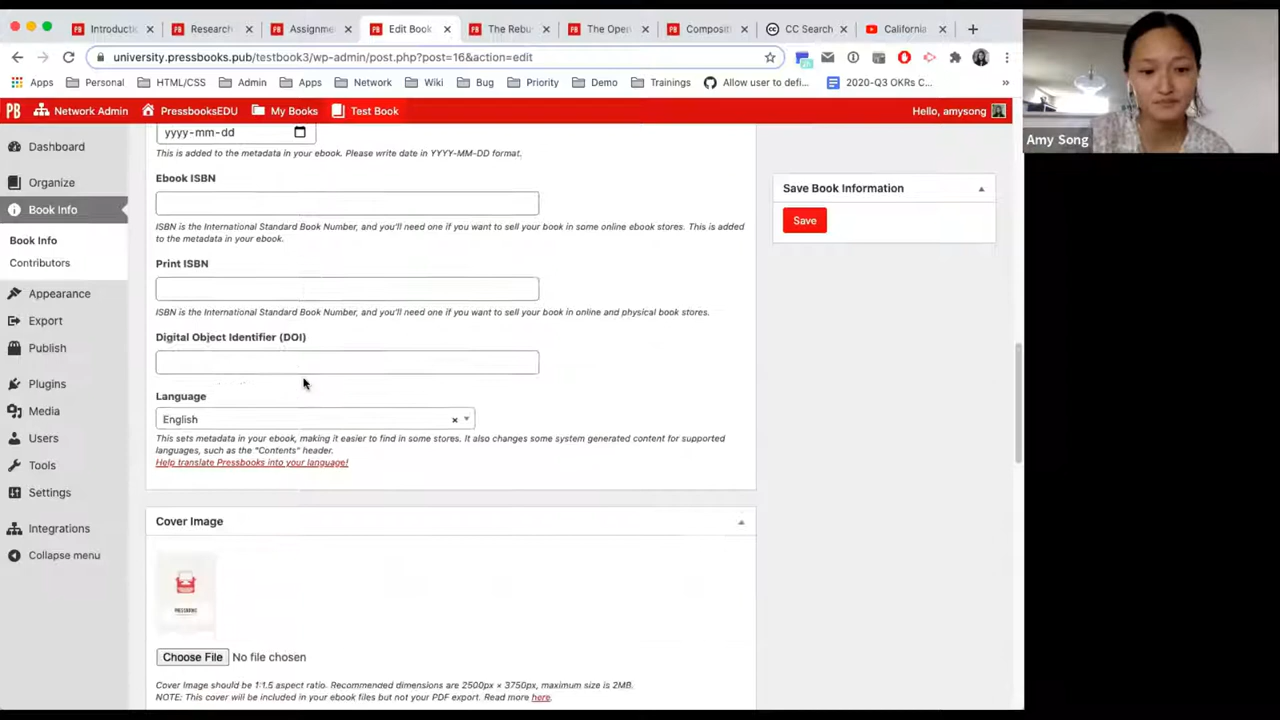 Introductic
Research
Assignme
Edit Book
The Rebu
The Open
Compositi
CC Search
California
university.pressbooks.pub/testbook3/wp-admin/post.php?post=16&action=edit
Apps Personal HTML/CSS Admin Apps Network Wiki Bug Priority Demo Trainings Allow user to defi... 2020-Q3 OKRs C... »
PB Network Admin PressbooksEDU My Books Test Book Hello, amysong
Amy Song
Dashboard
Organize
Book Info
Book Info
Contributors
Appearance
Export
Publish
Plugins
Media
Users
Tools
Settings
Integrations
Collapse menu
yyyy-mm-dd
This is added to the metadata in your ebook. Please write date in YYYY-MM-DD format.
Ebook ISBN
ISBN is the International Standard Book Number, and you'll need one if you want to sell your book in some online ebook stores. This is added
to the metadata in your ebook.
Print ISBN
ISBN is the International Standard Book Number, and you'll need one if you want to sell your book in online and physical book stores.
Digital Object Identifier (DOI)
Language
English
This sets metadata in your ebook, making it easier to find in some stores. It also changes some system generated content for supported
languages, such as the "Contents" header.
Help translate Pressbooks into your language!
Cover Image
PRESSBOOKS
Choose File No file chosen
Cover Image should be 1:1.5 aspect ratio. Recommended dimensions are 2500px × 3750px, maximum size is 2MB.
NOTE: This cover will be included in your ebook files but not your PDF export. Read more here.
Save Book Information
Save